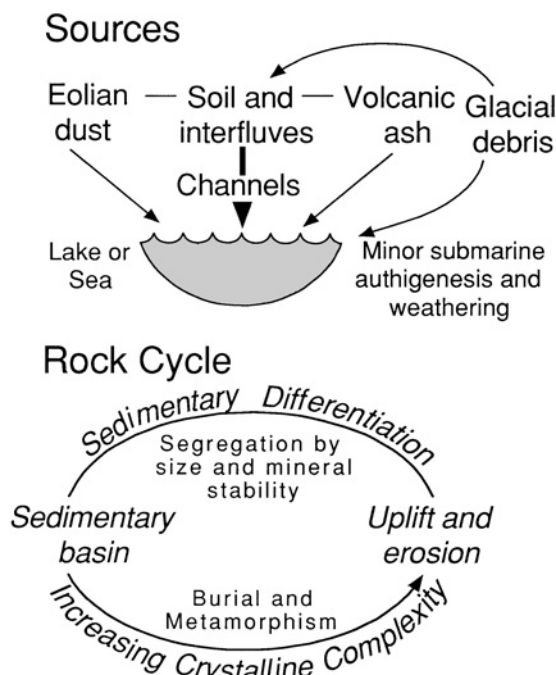 Sources
Eolian dust
Soil and interfluves
Volcanic ash
Glacial debris
Channels
Lake or Sea
Minor submarine
authigenesis and
weathering
Rock Cycle
Sedimentary Differentiation
Segregation by
size and mineral
stability
Sedimentary
basin
Uplift and
erosion
Burial and
Metamorphism
Increasing Crystalline Complexity